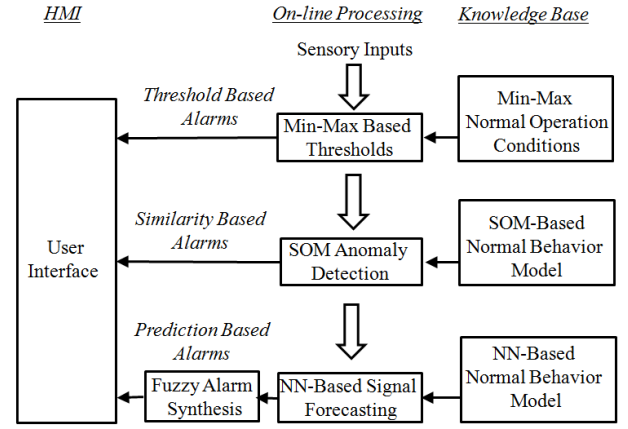 HMI
On-line Processing
Knowledge Base
Sensory Inputs
Threshold Based
Alarms
Min-Max Based
Thresholds
Min-Max
Normal Operation
Conditions
User
Interface
Similarity Based
Alarms
SOM Anomaly
Detection
SOM-Based
Normal Behavior
Model
Prediction Based
Alarms
Fuzzy Alarm
Synthesis
NN-Based Signal
Forecasting
NN-Based
Normal Behavior
Model